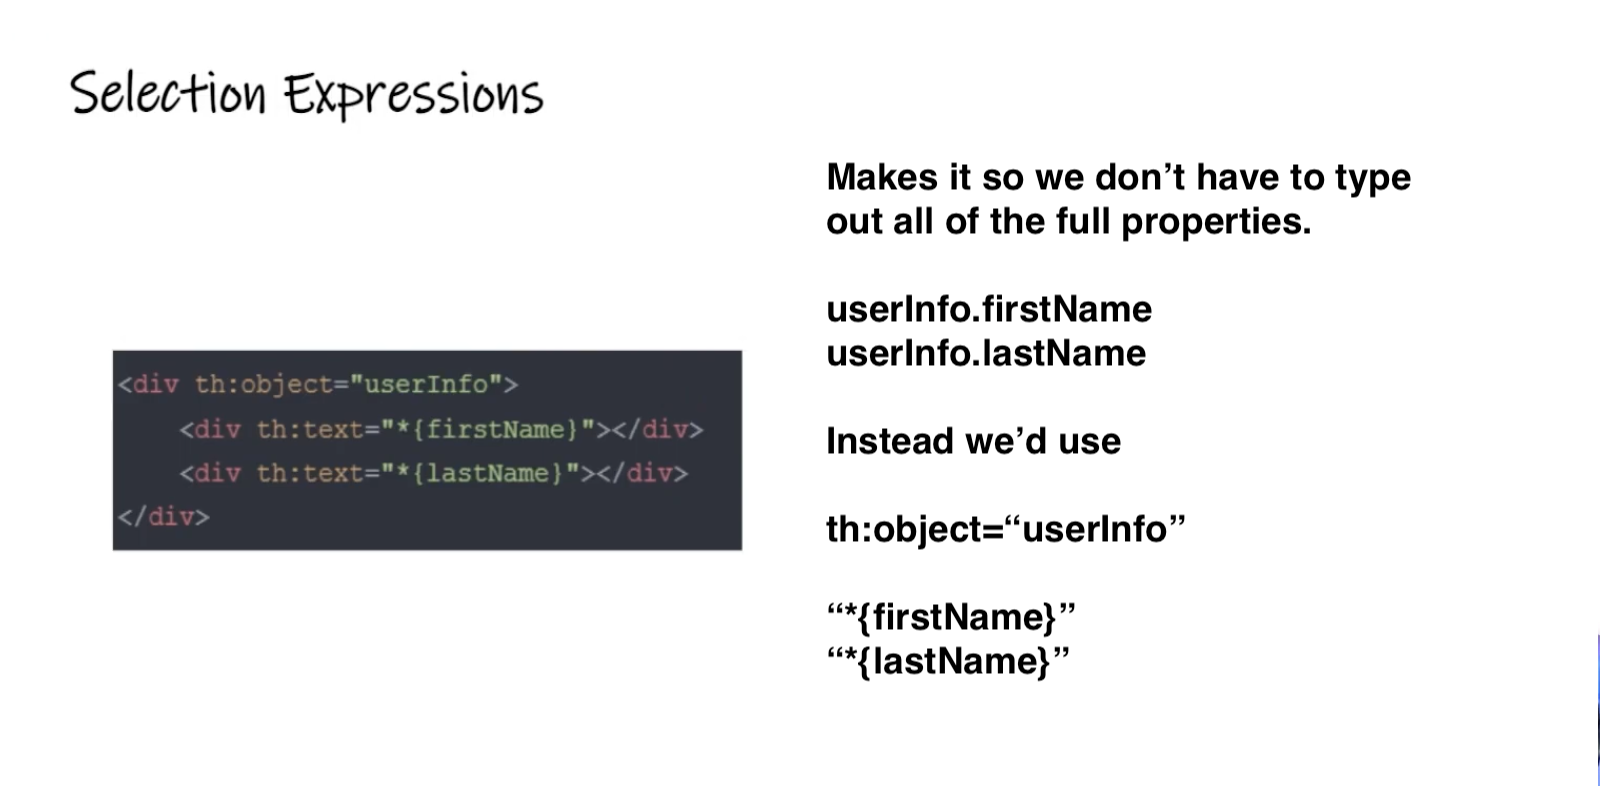 Selection Expressions
Makes it so we don’t have to type
out all of the full properties.
userInfo.firstName
userInfo.lastName
Instead we’d use
th:object=“userInfo”
“*{firstName}”
“*{lastName}”
<div th:object="userInfo">
    <div th:text="*{firstName}"></div>
    <div th:text="*{lastName}"></div>
</div>